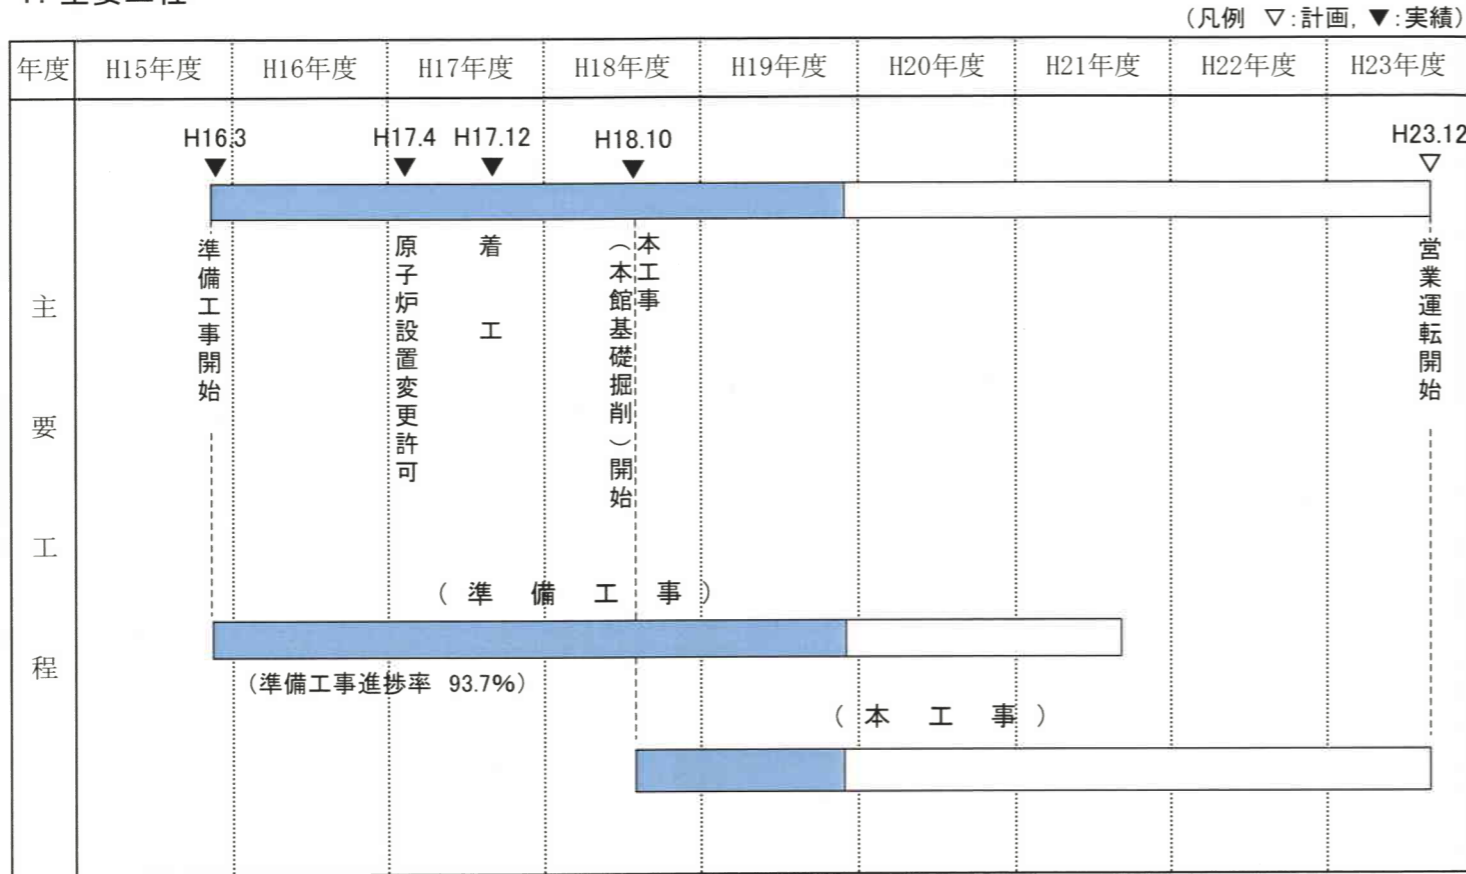 (凡例 ▽:計画, ▼:実績)
年度 H15年度 H16年度 H17年度 H18年度 H19年度 H20年度 H21年度 H22年度 H23年度
主要工程
H16.3 H17.4 H17.12 H18.10 H23.12
▼ ▼ ▼ ▼ ▽
準備工事開始
原子炉設置変更許可
着工
本工事
(本館基礎掘削)開始
営業運転開始
(準備工事)
(準備工事進捗率 93.7%)
(本工事)